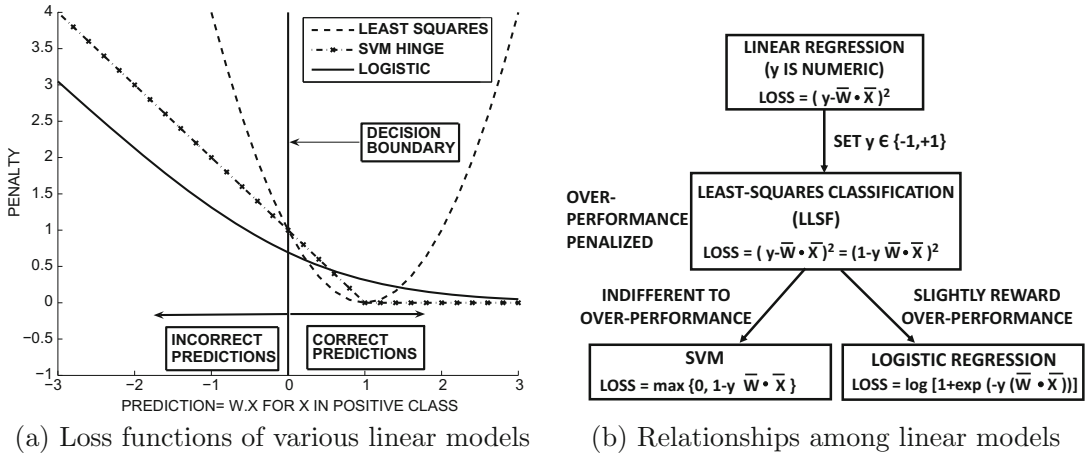 4
3.5
3
2.5
2
1.5
1
0.5
0
−0.5
−1
PENALTY
LEAST SQUARES
SVM HINGE
LOGISTIC
DECISION
BOUNDARY
INCORRECT
PREDICTIONS
CORRECT
PREDICTIONS
−3
−2
−1
0
1
2
3
PREDICTION= W.X FOR X IN POSITIVE CLASS
(a) Loss functions of various linear models
LINEAR REGRESSION
(y IS NUMERIC)
LOSS = ( y-W̅ • X̅ )²
SET y ∈ {-1,+1}
OVER-
PERFORMANCE
PENALIZED
LEAST-SQUARES CLASSIFICATION
(LLSF)
LOSS = ( y-W̅ • X̅ )² = (1-y W̅ • X̅ )²
INDIFFERENT TO
OVER-PERFORMANCE
SLIGHTLY REWARD
OVER-PERFORMANCE
SVM
LOSS = max {0, 1-y W̅ • X̅ }
LOGISTIC REGRESSION
LOSS = log [1+exp (-y (W̅ • X̅ ))]
(b) Relationships among linear models